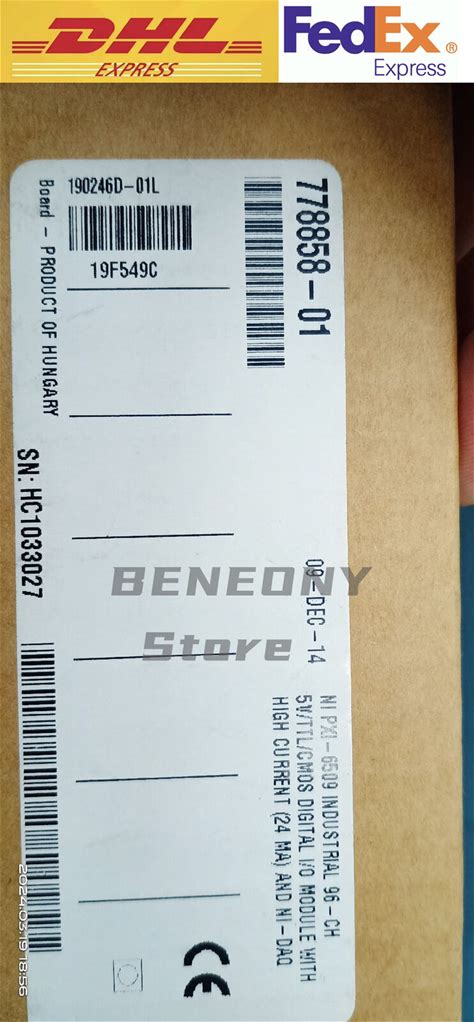 DHL
EXPRESS
FedEx®
Express
190246D-01L
19F549C
Board - PRODUCT OF HUNGARY
778858-01
SN: HC1033027
09-DEC-14
NI PXI-6509 INDUSTRIAL 96-CH
5V/TTL/CMOS DIGITAL I/O MODULE WITH
HIGH CURRENT (24 MA) AND NI-DAQ
BENEONY
Store
CE
2024.03.19 18:56